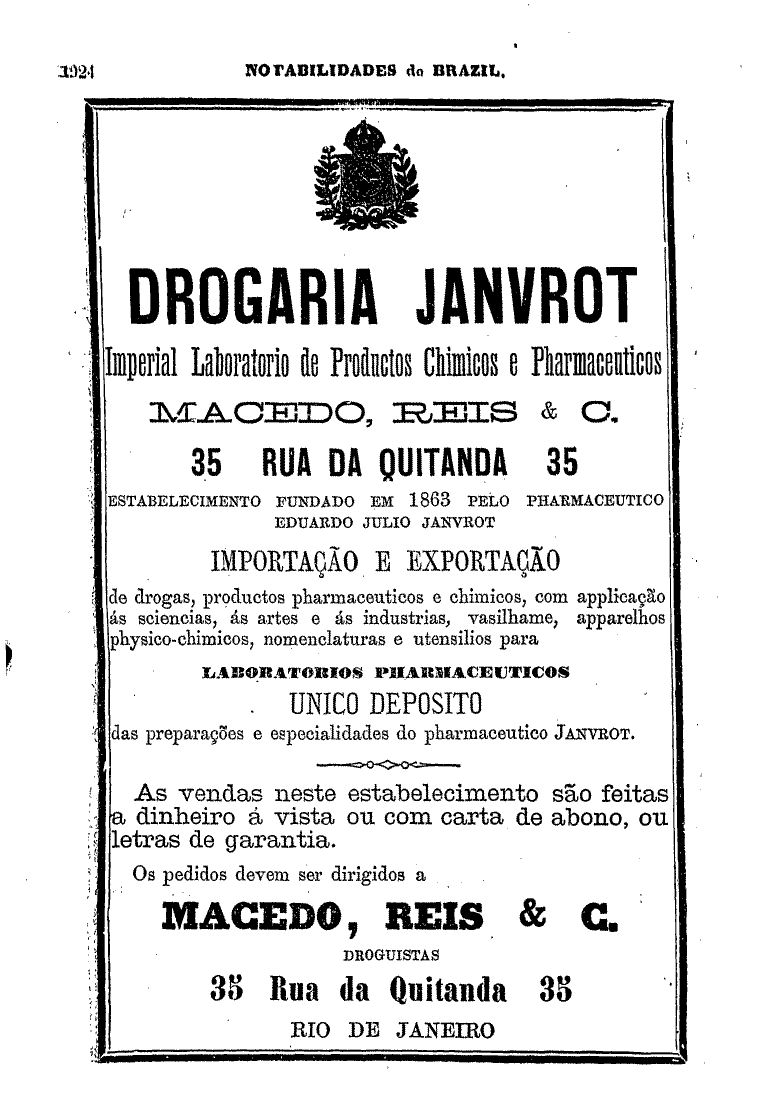 1924
NOTABILIDADES do BRAZIL.
DROGARIA JANVROT
Imperial Laboratorio de Productos Chimicos e Pharmaceuticos
MACEDO, REIS & C.
35 RUA DA QUITANDA 35
ESTABELECIMENTO FUNDADO EM 1863 PELO PHARMACEUTICO
EDUARDO JULIO JANVROT
IMPORTAÇÃO E EXPORTAÇÃO
de drogas, productos pharmaceuticos e chimicos, com applicação
ás sciencias, ás artes e ás industrias, vasilhame, apparelhos
physico-chimicos, nomenclaturas e utensilios para
LABORATORIOS PHARMACEUTICOS
UNICO DEPOSITO
das preparações e especialidades do pharmaceutico JANVROT.
As vendas neste estabelecimento são feitas
a dinheiro á vista ou com carta de abono, ou
letras de garantia.
Os pedidos devem ser dirigidos a
MACEDO, REIS & C.
DROGUISTAS
35 Rua da Quitanda 35
RIO DE JANEIRO